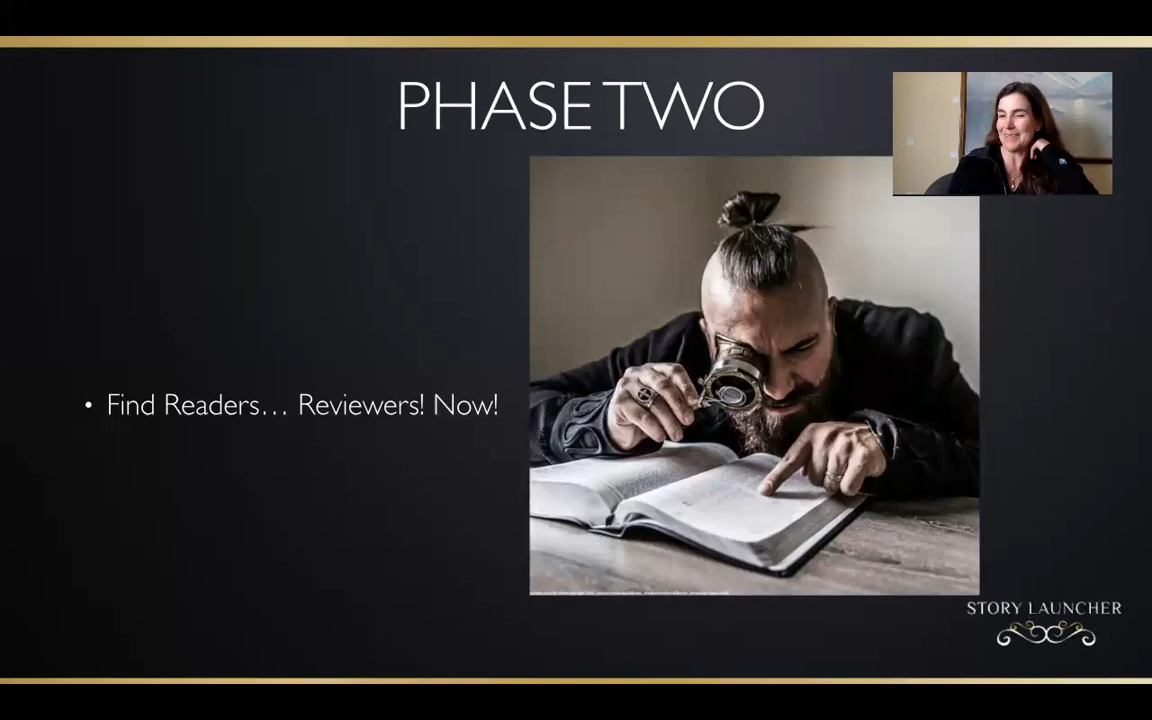 PHASE TWO
• Find Readers… Reviewers! Now!
STORY LAUNCHER